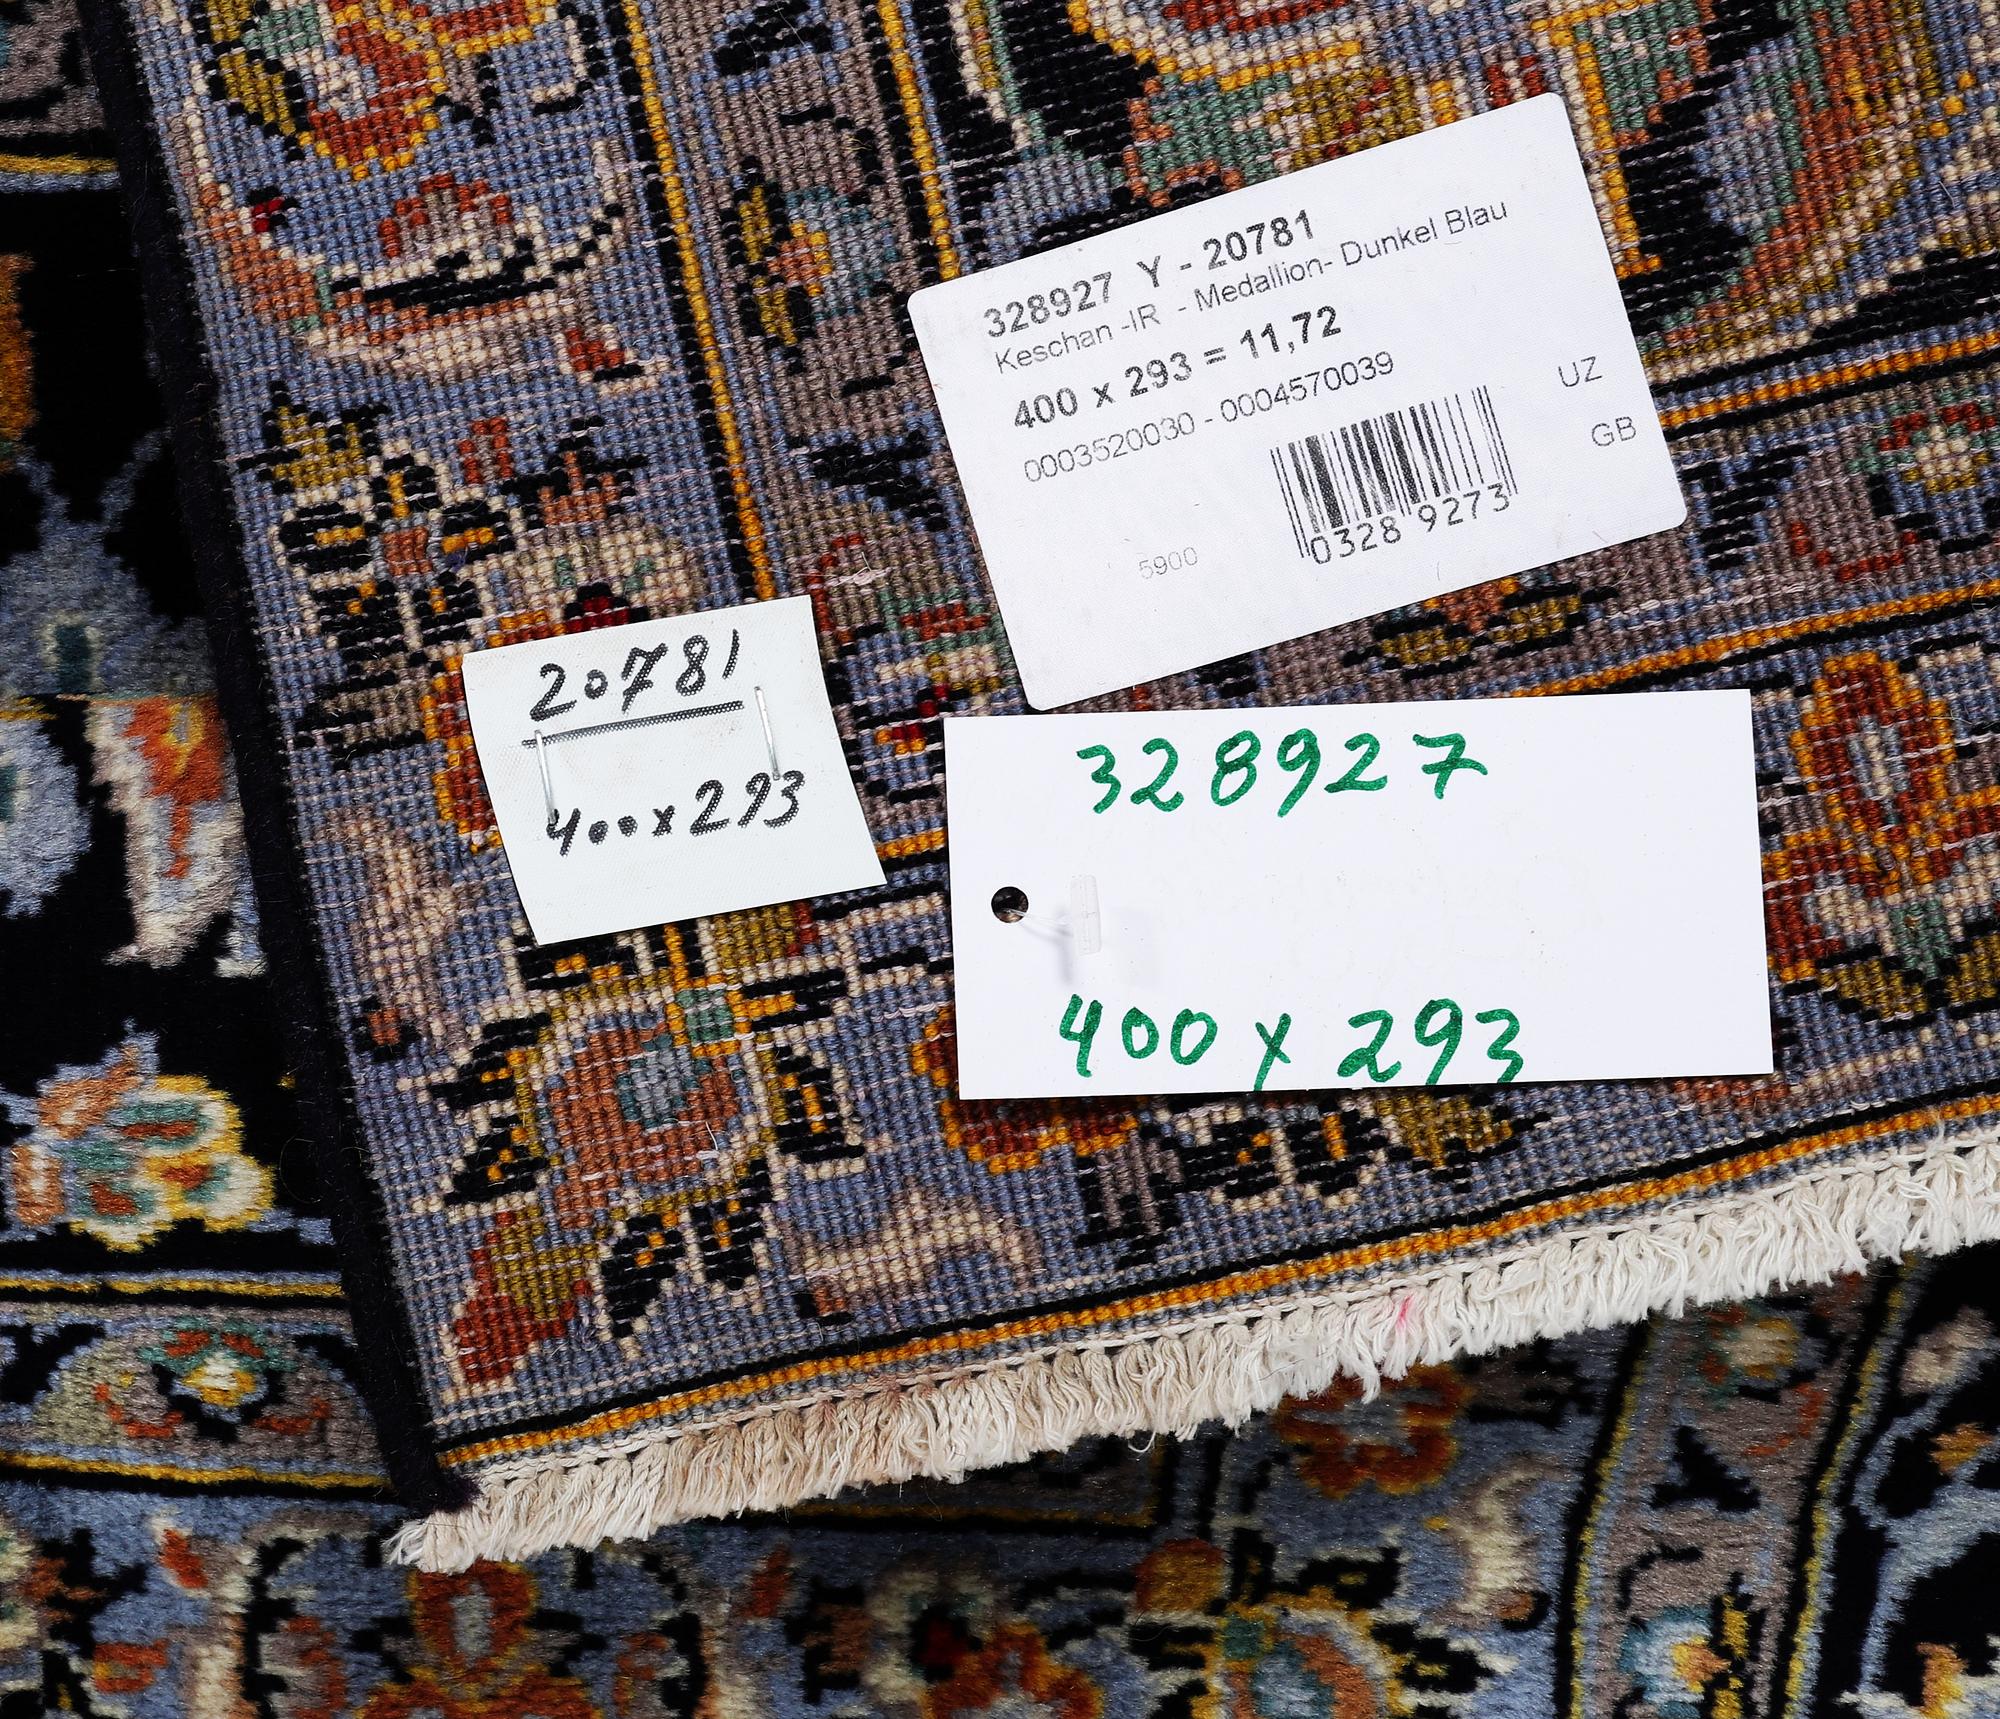 328927 Y - 20781
Keschan -IR - Medallion- Dunkel Blau
400 x 293 = 11,72
0003520030 - 0004570039
UZ
GB
0328 9273
5900
20781
400x293
328927
400 x 293